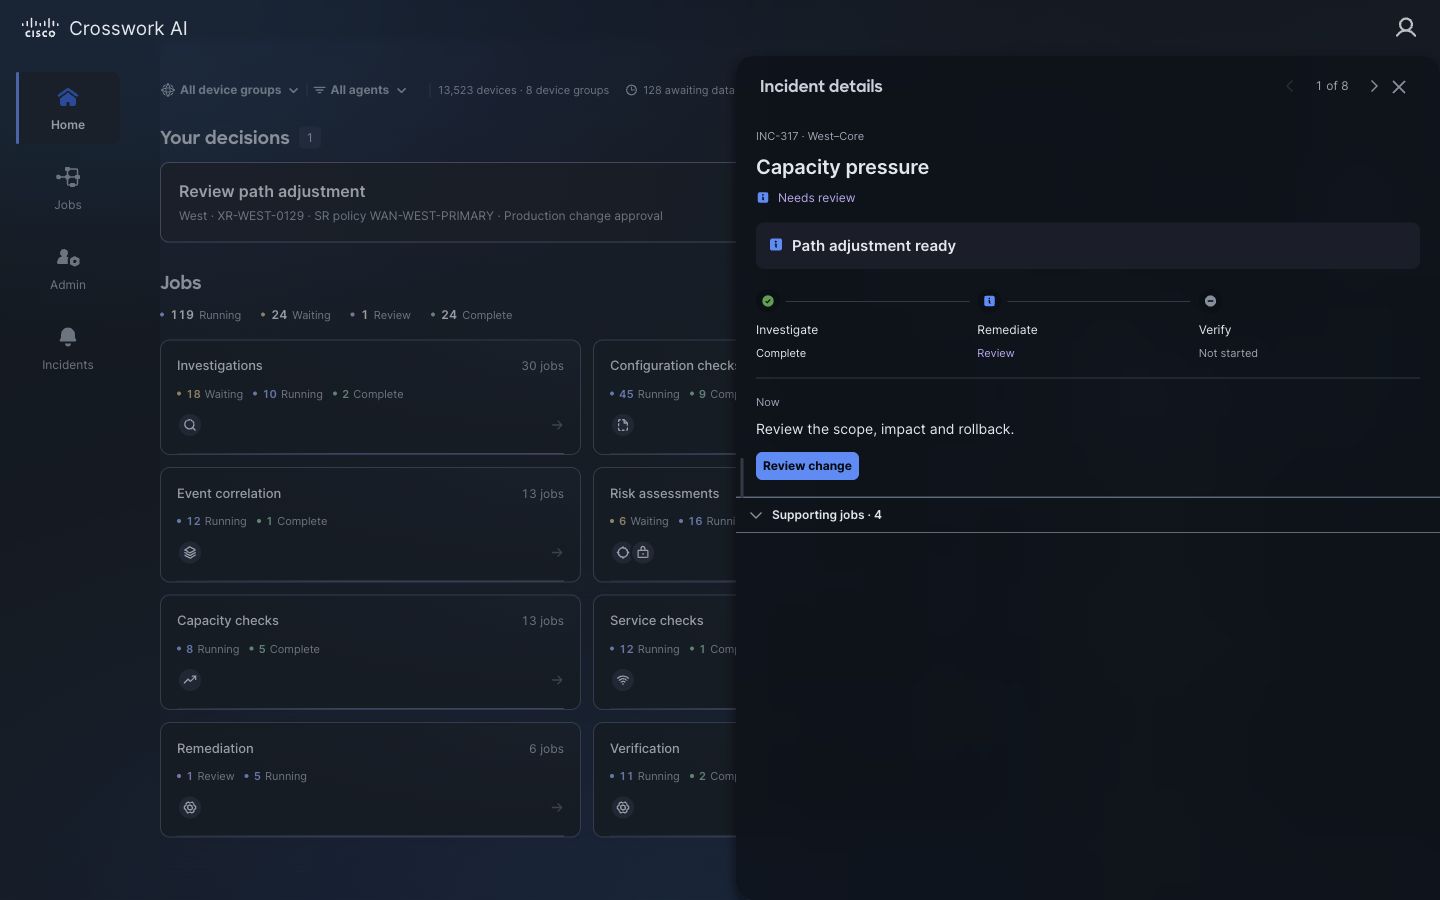 cisco Crosswork AI
Home
Jobs
Admin
Incidents
All device groups All agents 13,523 devices · 8 device groups 128 awaiting data
Your decisions 1
Review path adjustment
West · XR-WEST-0129 · SR policy WAN-WEST-PRIMARY · Production change approval
Jobs
119 Running 24 Waiting 1 Review 24 Complete
Investigations 30 jobs
18 Waiting 10 Running 2 Complete
Configuration checks
45 Running 9
Event correlation 13 jobs
12 Running 1 Complete
Risk assessments
6 Waiting 16
Capacity checks 13 jobs
8 Running 5 Complete
Service checks
12 Running 1
Remediation 6 jobs
1 Review 5 Running
Verification
11 Running 2
Incident details 1 of 8
INC-317 · West–Core
Capacity pressure
Needs review
Path adjustment ready
Investigate Remediate Verify
Complete Review Not started
Now
Review the scope, impact and rollback.
Review change
Supporting jobs · 4